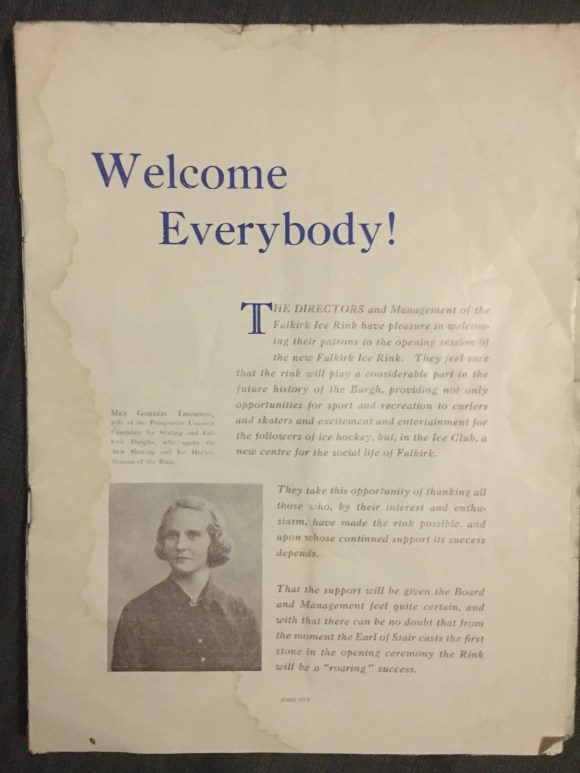 Welcome
Everybody!
THE DIRECTORS and Management of the
Falkirk Ice Rink have pleasure in welcom-
ing their patrons to the opening session of
the new Falkirk Ice Rink. They feel sure
that the rink will play a considerable part in the
future history of the Burgh, providing not only
opportunities for sport and recreation to curlers
and skaters and excitement and entertainment for
the followers of ice hockey, but, in the Ice Club, a
new centre for the social life of Falkirk.
MRS GORDON THOMSON,
wife of the Prospective Unionist
Candidate for Stirling and Fal-
kirk Burghs, who opens the
first Skating and Ice Hockey
Session of the Rink.
They take this opportunity of thanking all
those who, by their interest and enthu-
siasm, have made the rink possible, and
upon whose continued support its success
depends.
That the support will be given the Board
and Management feel quite certain, and
with that there can be no doubt that from
the moment the Earl of Stair casts the first
stone in the opening ceremony the Rink
will be a "roaring" success.